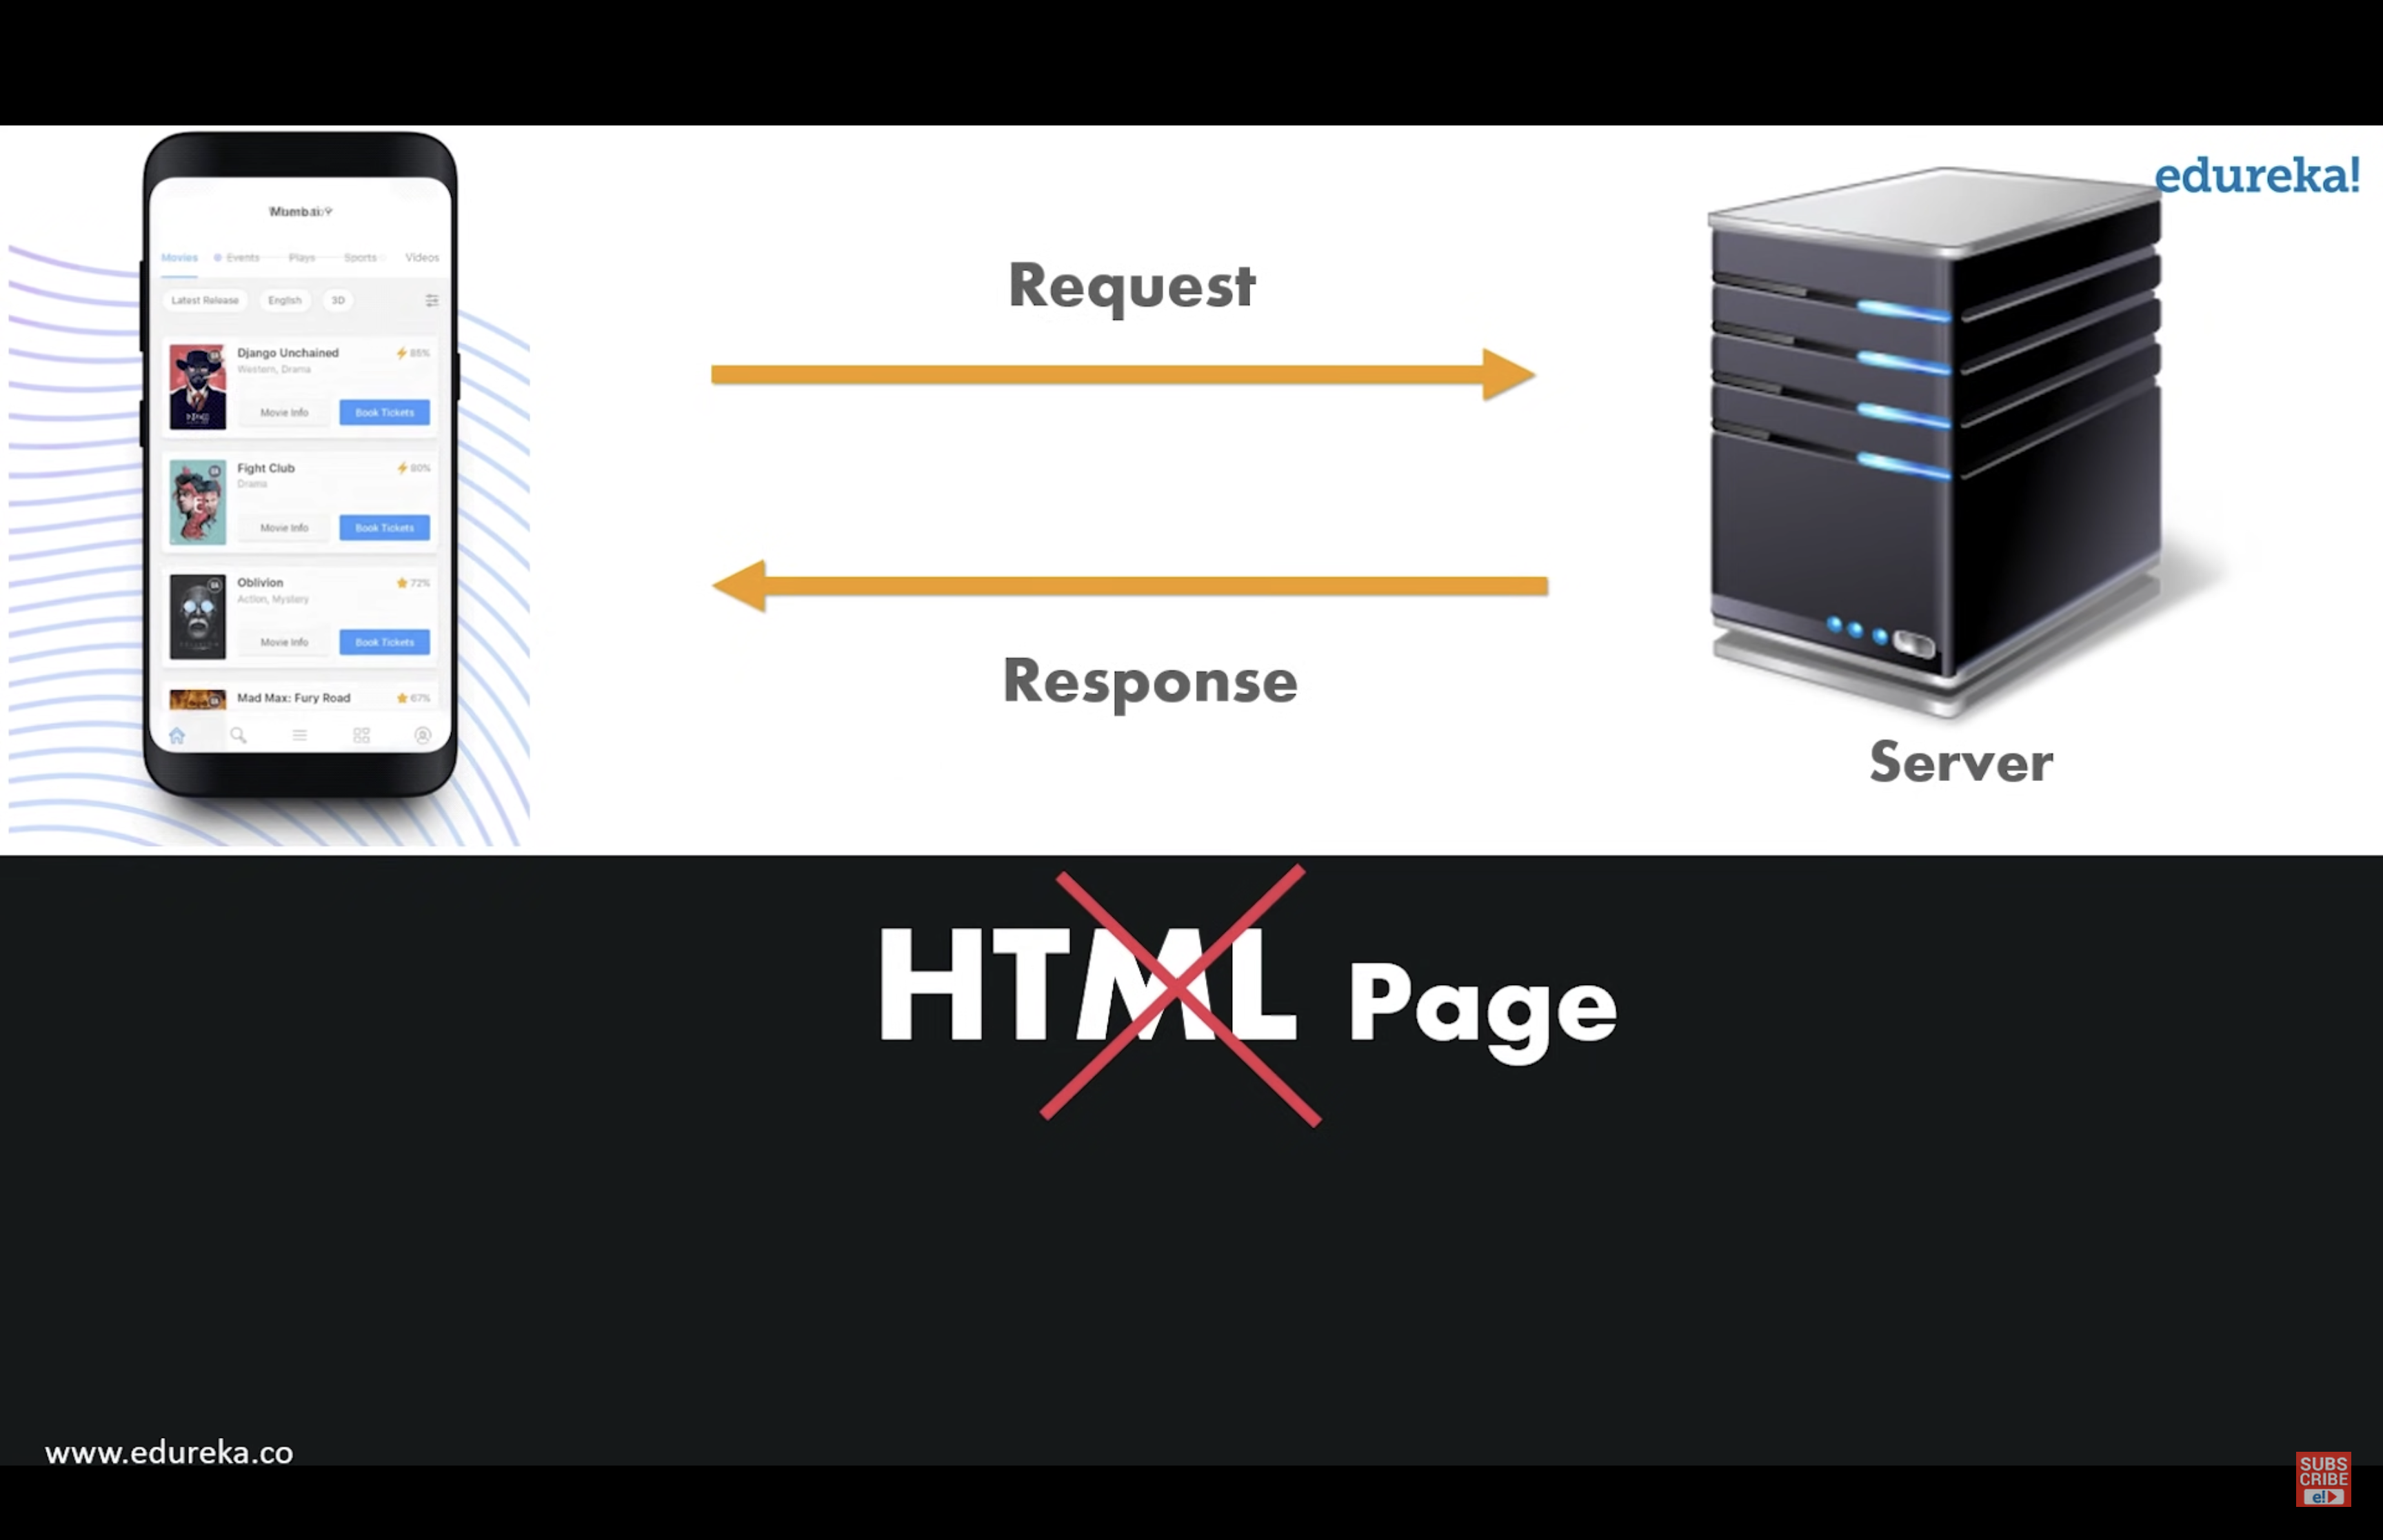 edureka!
Mumbai
Movies Events Plays Sports Videos
Latest Release English 3D
Django Unchained 85%
Western, Drama
Movie Info Book Tickets
Fight Club 80%
Drama
Movie Info Book Tickets
Oblivion 72%
Action, Mystery
Movie Info Book Tickets
Mad Max: Fury Road 67%
Request
Response
Server
HTML Page
www.edureka.co
SUBS
CRIBE
e!